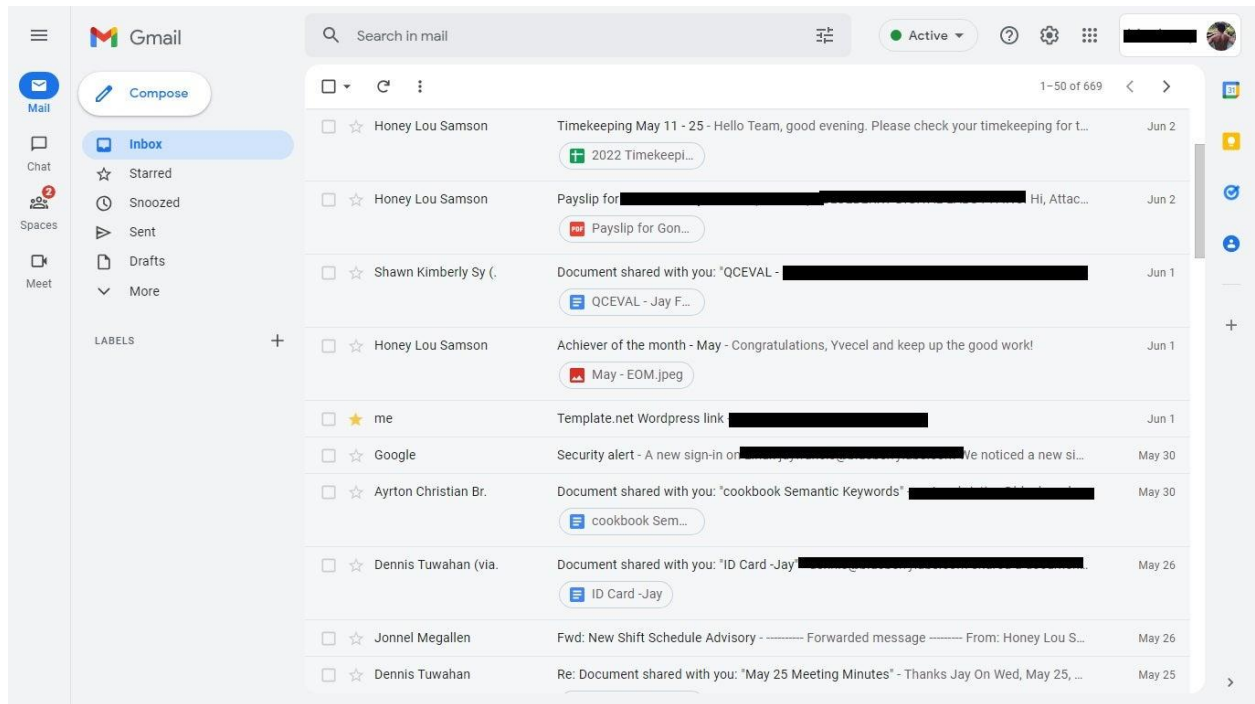 Gmail
Search in mail
Active
Compose
1–50 of 669
31
Mail
Inbox
Chat
Starred
2
Snoozed
Spaces
Sent
Drafts
Meet
More
LABELS
Honey Lou Samson Timekeeping May 11 - 25 - Hello Team, good evening. Please check your timekeeping for t... Jun 2
2022 Timekeepi...
Honey Lou Samson Payslip for Hi, Attac... Jun 2
PDF Payslip for Gon...
Shawn Kimberly Sy (. Document shared with you: "QCEVAL - Jun 1
QCEVAL - Jay F...
Honey Lou Samson Achiever of the month - May - Congratulations, Yvecel and keep up the good work! Jun 1
May - EOM.jpeg
me Template.net Wordpress link - Jun 1
Google Security alert - A new sign-in on We noticed a new si... May 30
Ayrton Christian Br. Document shared with you: "cookbook Semantic Keywords" - May 30
cookbook Sem...
Dennis Tuwahan (via. Document shared with you: "ID Card -Jay" May 26
ID Card -Jay
Jonnel Megallen Fwd: New Shift Schedule Advisory - ---------- Forwarded message --------- From: Honey Lou S... May 26
Dennis Tuwahan Re: Document shared with you: "May 25 Meeting Minutes" - Thanks Jay On Wed, May 25, ... May 25